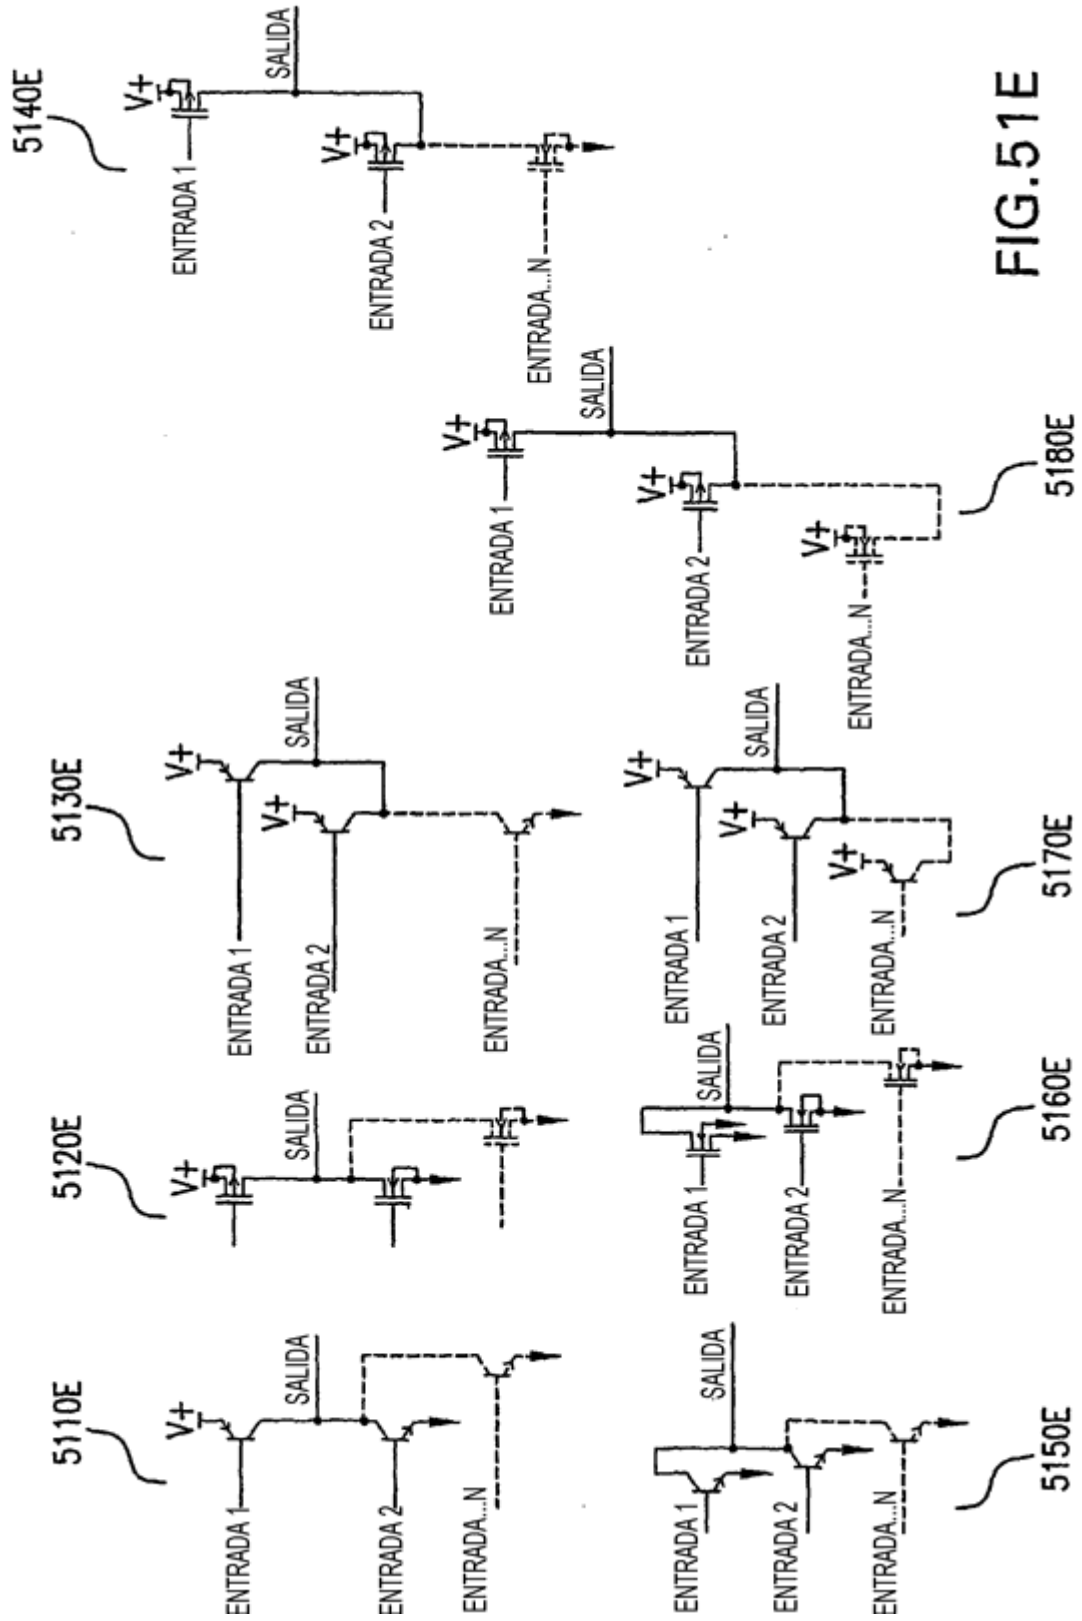 5110E
V+
ENTRADA 1
SALIDA
ENTRADA 2
ENTRADA...N
5120E
V+
SALIDA
5130E
V+
ENTRADA 1
SALIDA
V+
ENTRADA 2
ENTRADA...N
5140E
V+
ENTRADA 1
SALIDA
V+
ENTRADA 2
ENTRADA...N
5150E
SALIDA
ENTRADA 1
ENTRADA 2
ENTRADA...N
5160E
SALIDA
ENTRADA 1
ENTRADA 2
ENTRADA...N
5170E
V+
ENTRADA 1
SALIDA
V+
ENTRADA 2
V+
ENTRADA...N
5180E
V+
ENTRADA 1
SALIDA
V+
ENTRADA 2
V+
ENTRADA...N
FIG.51E